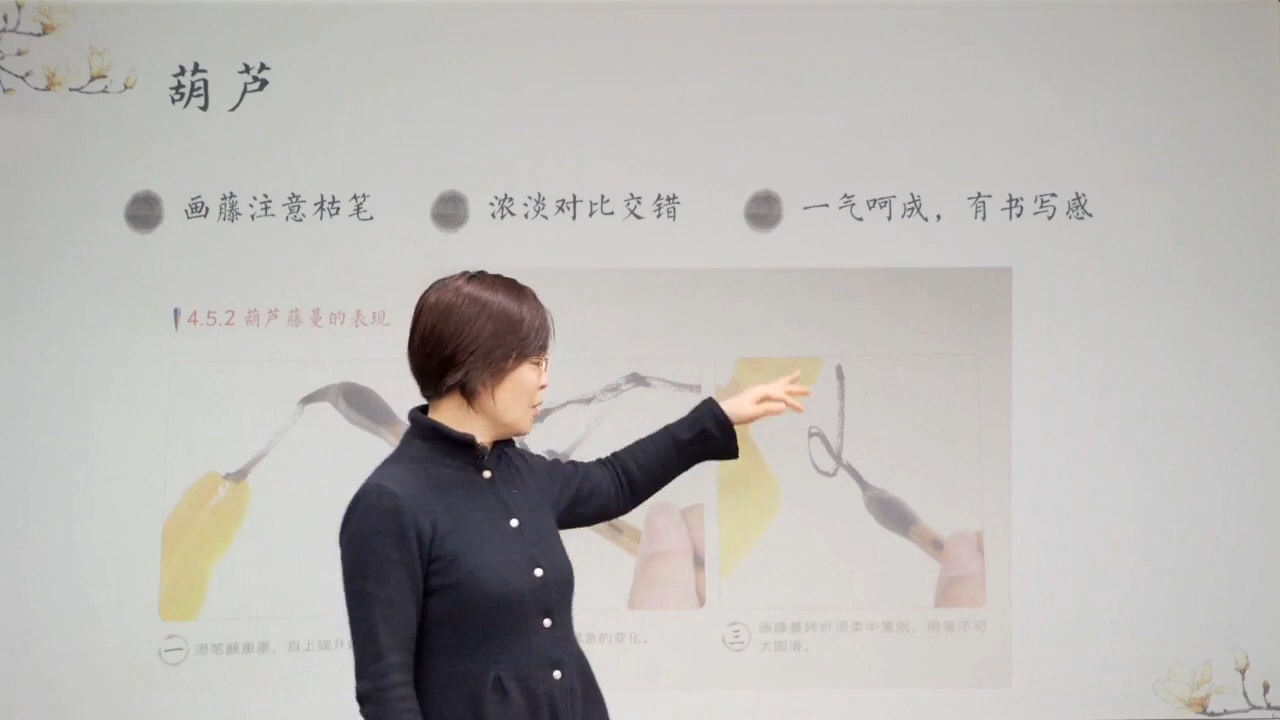 葫芦
画藤注意枯笔
浓淡对比交错
一气呵成，有书写感
4.5.2 葫芦藤蔓的表现
一 渴笔蘸重墨，自上端开
急的变化。
三 画藤蔓转折须柔中寓刚，用笔不可
太圆滑。